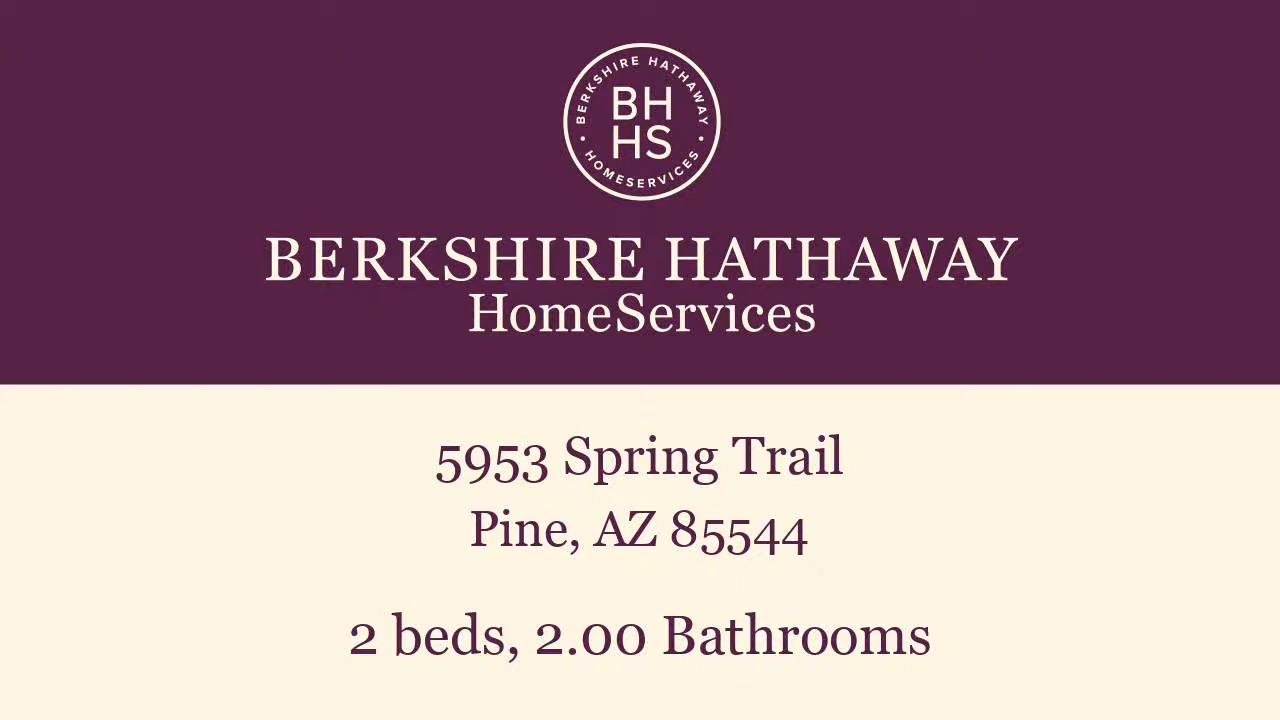 BERKSHIRE HATHAWAY
BH
HS
HOMESERVICES
BERKSHIRE HATHAWAY
HomeServices
5953 Spring Trail
Pine, AZ 85544
2 beds, 2.00 Bathrooms